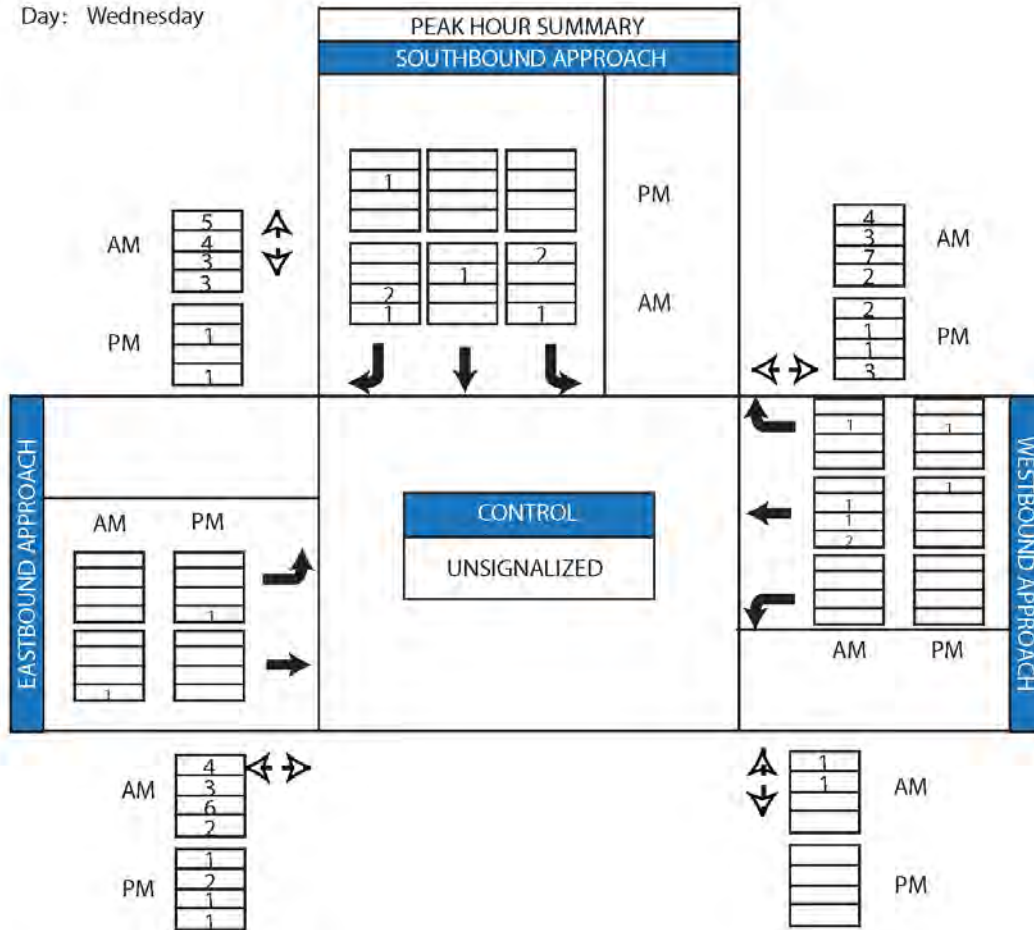 Day: Wednesday
PEAK HOUR SUMMARY
SOUTHBOUND APPROACH
1
PM
2
1
2
1 1
AM
AM
5
4
3
3
PM
1
1
4
3
7
2
AM
2
1
1
3
PM
EASTBOUND APPROACH
AM PM
1
1
CONTROL
UNSIGNALIZED
1 1
1
1
1
2
AM PM
WESTBOUND APPROACH
AM
4
3
6
2
PM
1
2
1
1
1
1
AM
PM